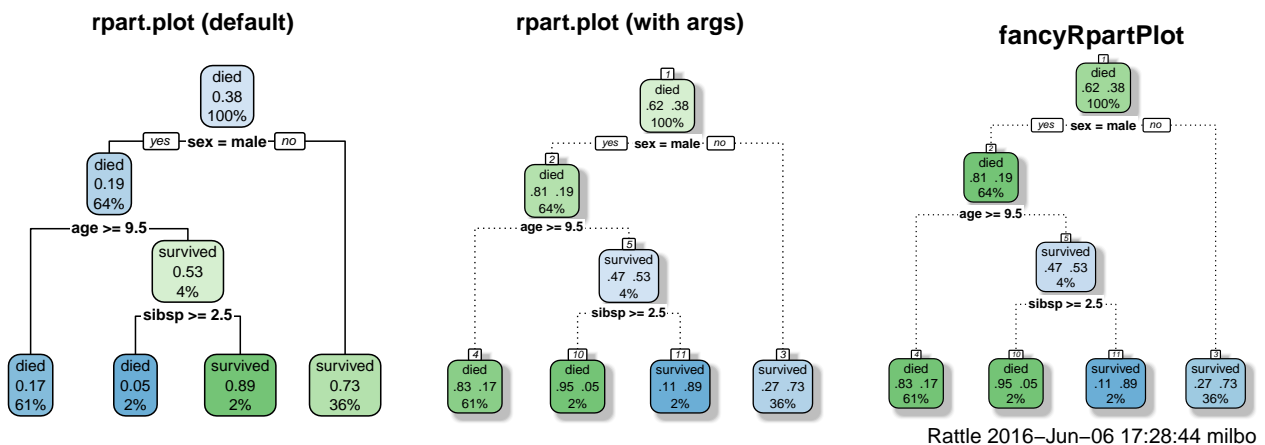 rpart.plot (default)
died
0.38
100%
yes sex = male no
died
0.19
64%
age >= 9.5
survived
0.53
4%
sibsp >= 2.5
died
0.17
61%
died
0.05
2%
survived
0.89
2%
survived
0.73
36%
rpart.plot (with args)
1
died
.62 .38
100%
yes sex = male no
2
died
.81 .19
64%
age >= 9.5
5
survived
.47 .53
4%
sibsp >= 2.5
4
died
.83 .17
61%
10
died
.95 .05
2%
11
survived
.11 .89
2%
3
survived
.27 .73
36%
fancyRpartPlot
1
died
.62 .38
100%
yes sex = male no
2
died
.81 .19
64%
age >= 9.5
5
survived
.47 .53
4%
sibsp >= 2.5
4
died
.83 .17
61%
10
died
.95 .05
2%
11
survived
.11 .89
2%
3
survived
.27 .73
36%
Rattle 2016−Jun−06 17:28:44 milbo